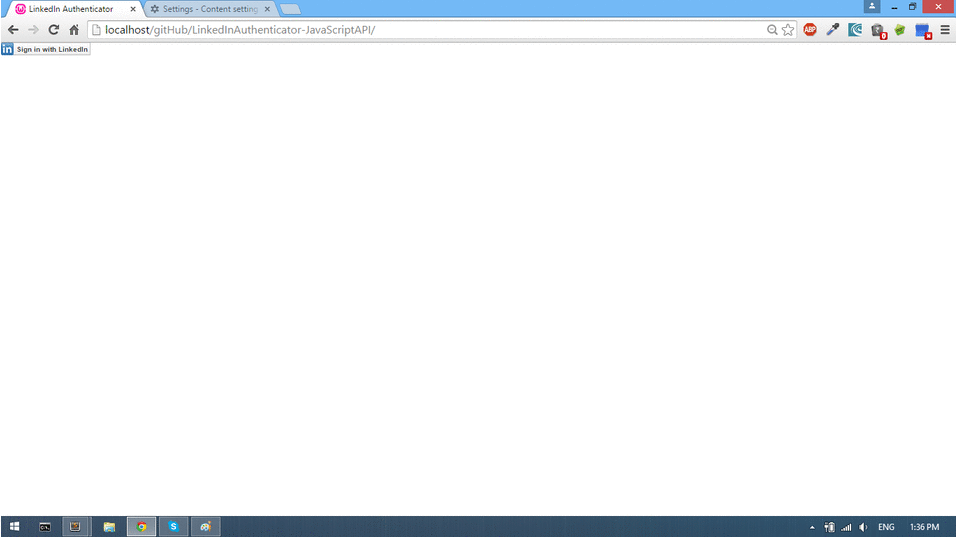 LinkedIn Authenticator
Settings - Content setting
localhost/gitHub/LinkedInAuthenticator-JavaScriptAPI/
ABP
0
in Sign in with LinkedIn
C:\.
S
ENG
1:36 PM